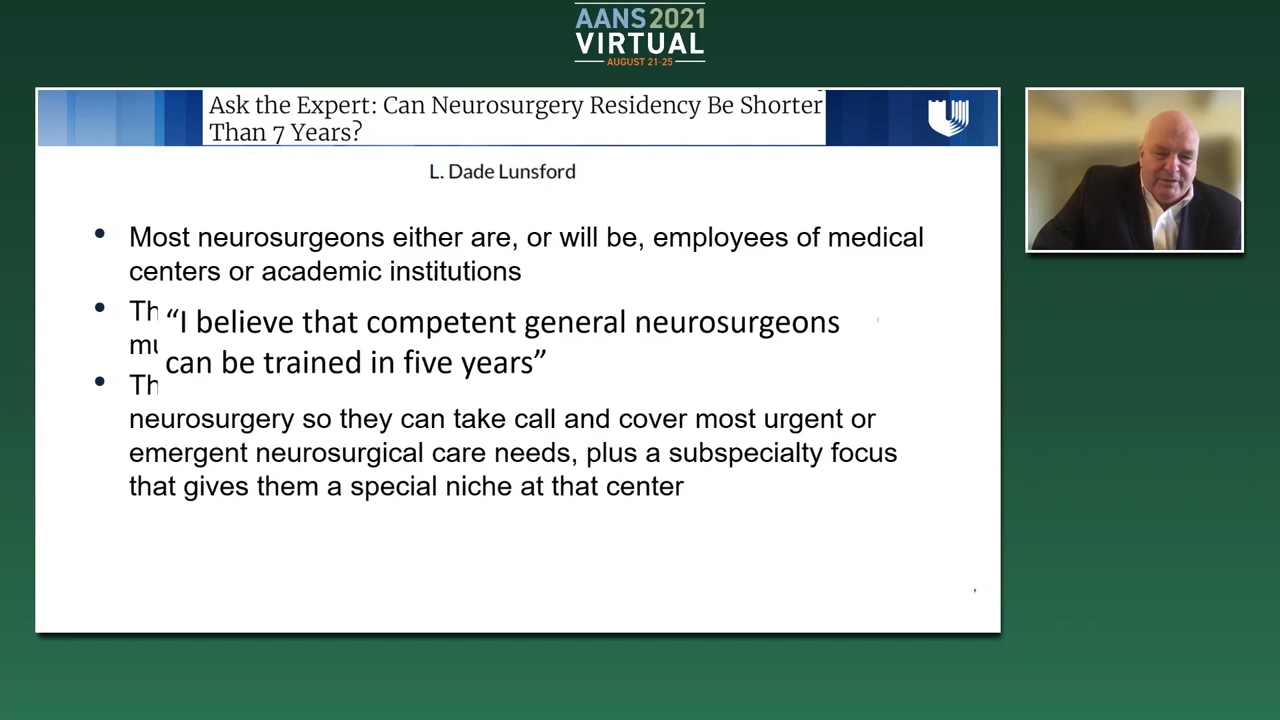 AANS 2021
VIRTUAL
AUGUST 21-25
Ask the Expert: Can Neurosurgery Residency Be Shorter
Than 7 Years?
L. Dade Lunsford
• Most neurosurgeons either are, or will be, employees of medical
centers or academic institutions
•
“I believe that competent general neurosurgeons
can be trained in five years”
•
neurosurgery so they can take call and cover most urgent or
emergent neurosurgical care needs, plus a subspecialty focus
that gives them a special niche at that center